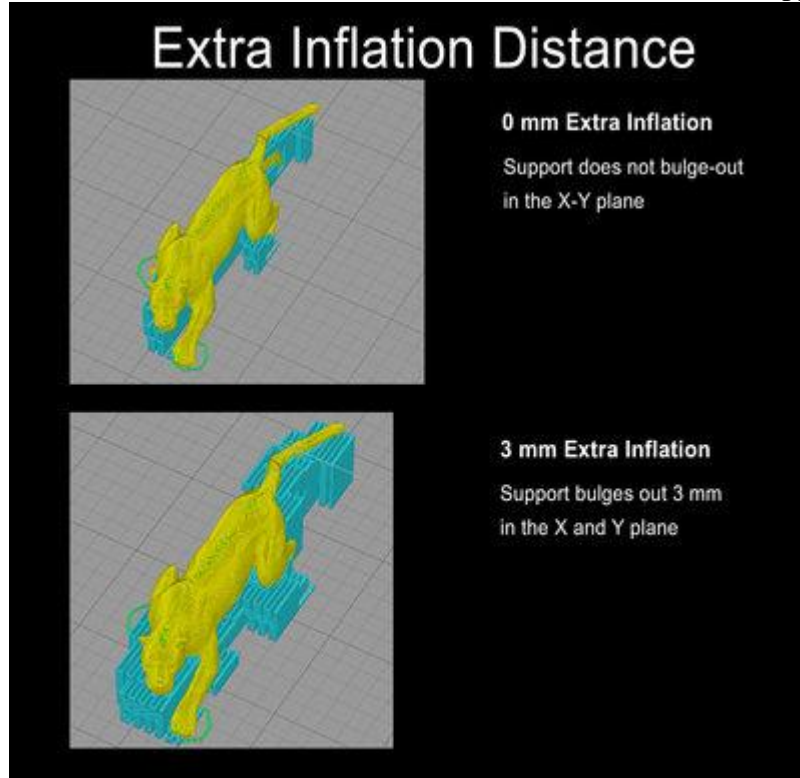 Extra Inflation Distance
0 mm Extra Inflation
Support does not bulge-out
in the X-Y plane
3 mm Extra Inflation
Support bulges out 3 mm
in the X and Y plane